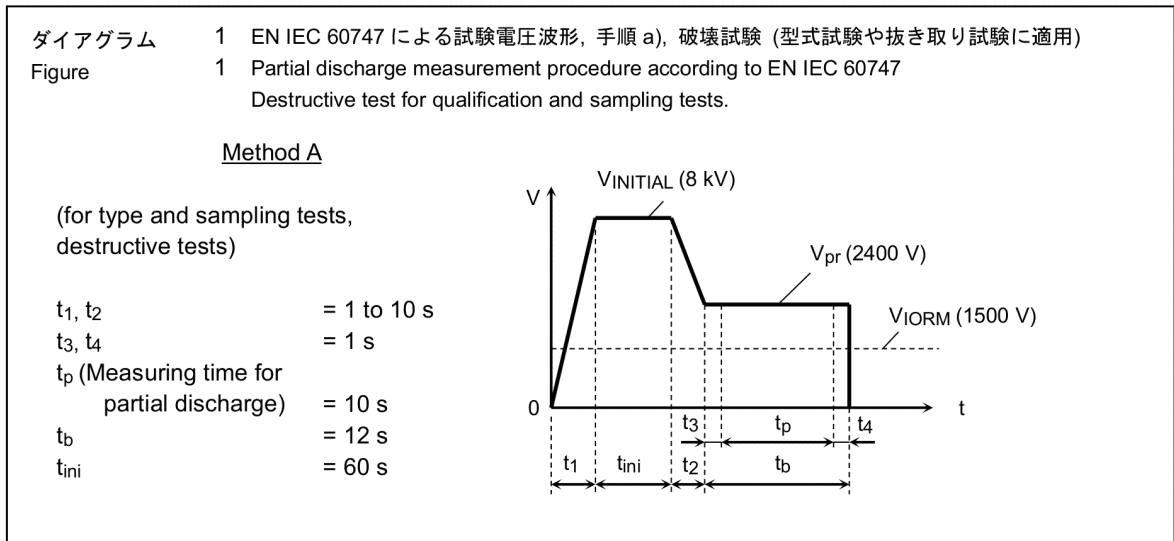 ダイアグラム 1 EN IEC 60747 による試験電圧波形, 手順 a), 破壊試験 (型式試験や抜き取り試験に適用)
Figure 1 Partial discharge measurement procedure according to EN IEC 60747
Destructive test for qualification and sampling tests.
Method A
(for type and sampling tests,
destructive tests)
t1, t2 = 1 to 10 s
t3, t4 = 1 s
tp (Measuring time for
partial discharge) = 10 s
tb = 12 s
tini = 60 s
VINITIAL (8 kV)
V
Vpr (2400 V)
VIORM (1500 V)
0
t
t3 tp t4
t1 tini t2 tb